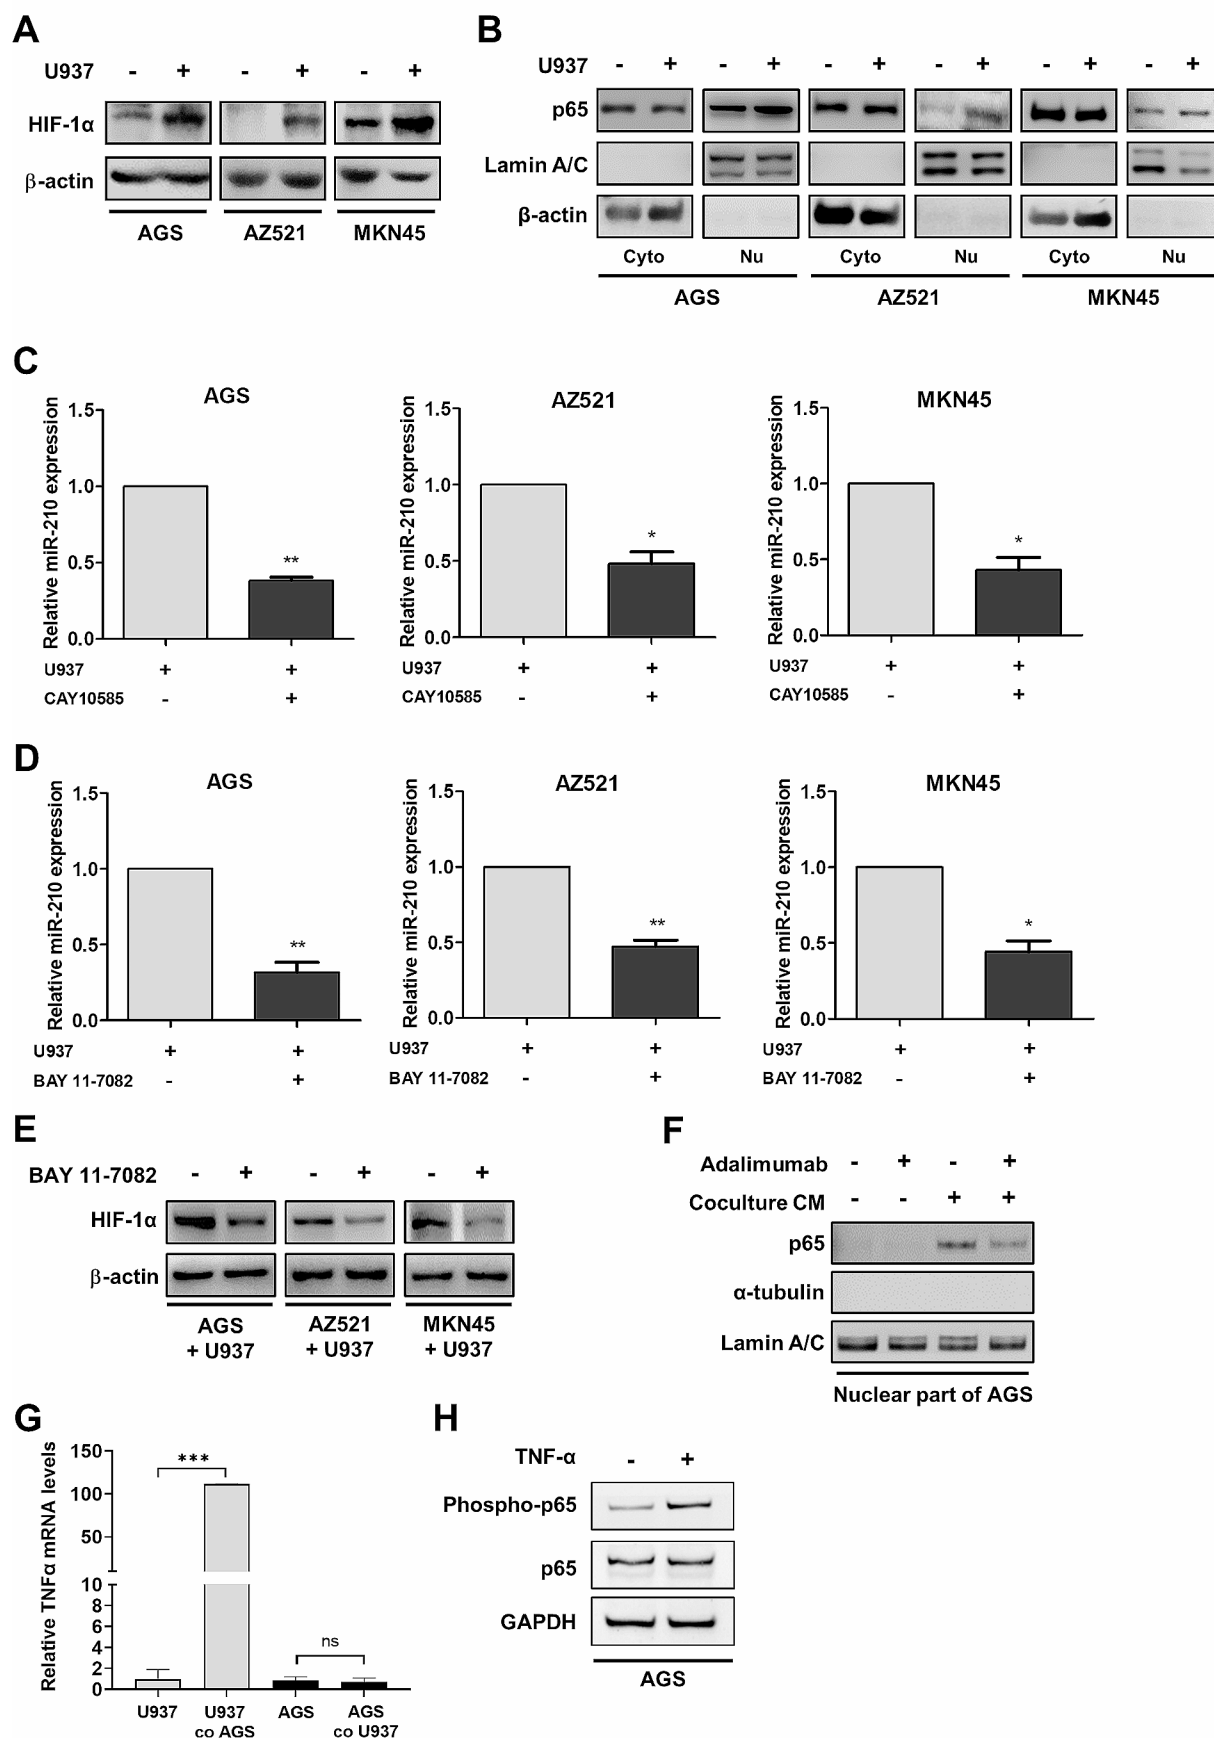 A
U937 - + - + - +
HIF-1α
β-actin
AGS AZ521 MKN45
B
U937 - + - + - + - + - + - +
p65
Lamin A/C
β-actin
Cyto Nu Cyto Nu Cyto Nu
AGS AZ521 MKN45
C
AGS
Relative miR-210 expression
1.5
1.0
0.5
0.0
**
U937 + +
CAY10585 - +
AZ521
Relative miR-210 expression
1.5
1.0
0.5
0.0
*
U937 + +
CAY10585 - +
MKN45
Relative miR-210 expression
1.5
1.0
0.5
0.0
*
U937 + +
CAY10585 - +
D
AGS
Relative miR-210 expression
1.5
1.0
0.5
0.0
**
U937 + +
BAY 11-7082 - +
AZ521
Relative miR-210 expression
1.5
1.0
0.5
0.0
**
U937 + +
BAY 11-7082 - +
MKN45
Relative miR-210 expression
1.5
1.0
0.5
0.0
*
U937 + +
BAY 11-7082 - +
E
BAY 11-7082 - + - + - +
HIF-1α
β-actin
AGS AZ521 MKN45
+ U937 + U937 + U937
F
Adalimumab - + - +
Coculture CM - - + +
p65
α-tubulin
Lamin A/C
Nuclear part of AGS
G
Relative TNFα mRNA levels
150
100
50
10
8
6
4
2
0
***
ns
U937 U937 AGS AGS
co AGS co U937
H
TNF-α - +
Phospho-p65
p65
GAPDH
AGS